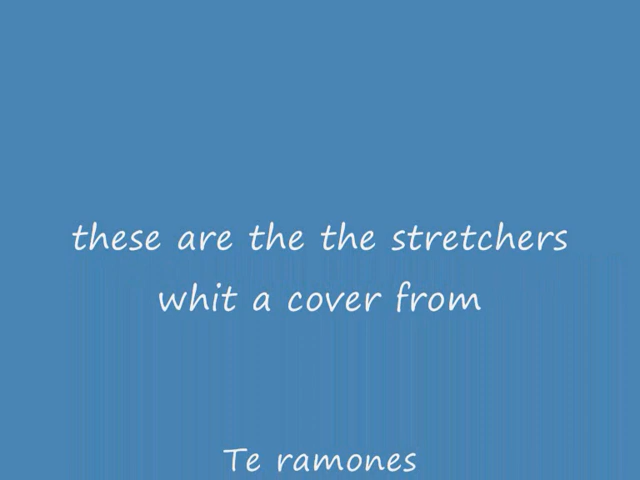 these are the the stretchers
whit a cover from
Te ramones